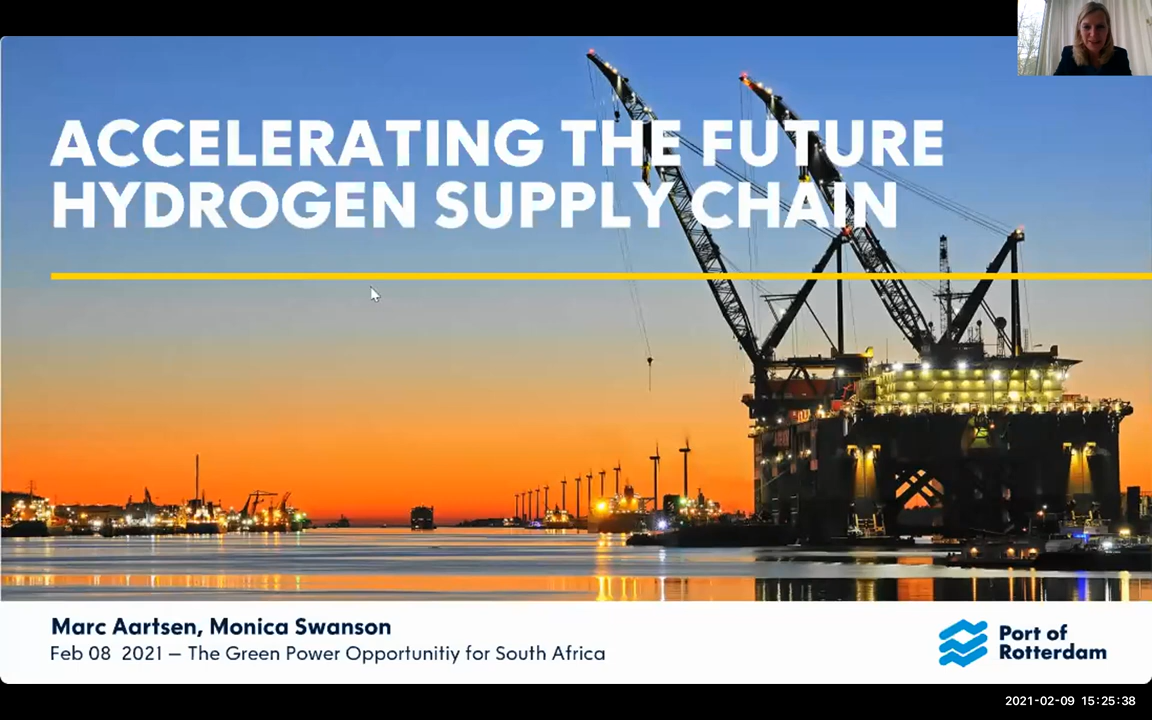 ACCELERATING THE FUTURE
HYDROGEN SUPPLY CHAIN
Marc Aartsen, Monica Swanson
Feb 08 2021 – The Green Power Opportunitiy for South Africa
Port of
Rotterdam
2021-02-09 15:25:38